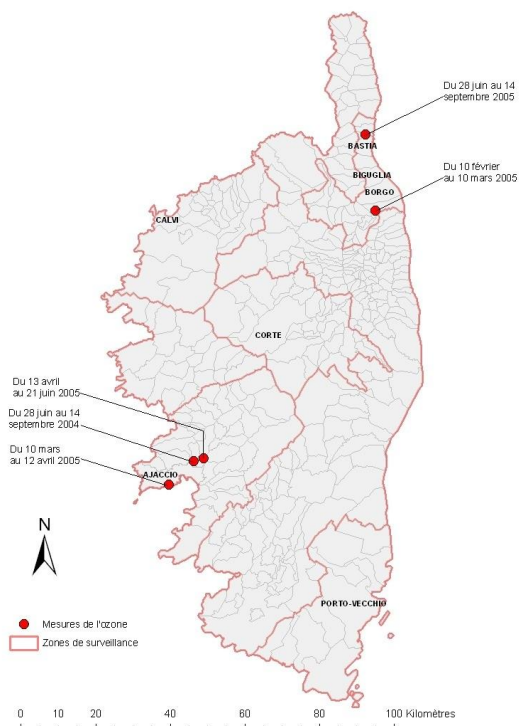 Du 28 juin au 14
septembre 2005
BASTIA
BIGUGLIA
Du 10 février
au 10 mars 2005
BORGO
CALVI
CORTE
Du 13 avril
au 21 juin 2005
Du 28 juin au 14
septembre 2004
Du 10 mars
au 12 avril 2005
AJACCIO
N
PORTO-VECCHIO
Mesures de l'ozone
Zones de surveillance
0 20 40 60 80 100 Kilomètres